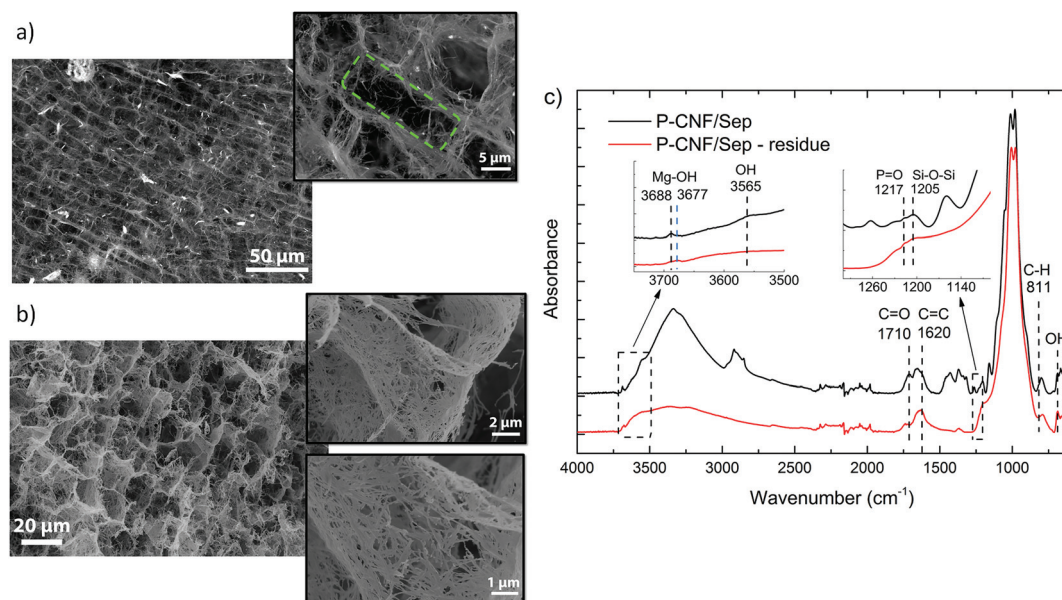 a)
5 µm
50 µm
b)
2 µm
20 µm
1 µm
c)
P-CNF/Sep
P-CNF/Sep - residue
Mg-OH
3688 3677
OH
3565
3700 3600 3500
P=O Si-O-Si
1217 1205
1260 1200 1140
C=O C=C
1710 1620
C-H
811
OH
Absorbance
4000 3500 3000 2500 2000 1500 1000
Wavenumber (cm⁻¹)